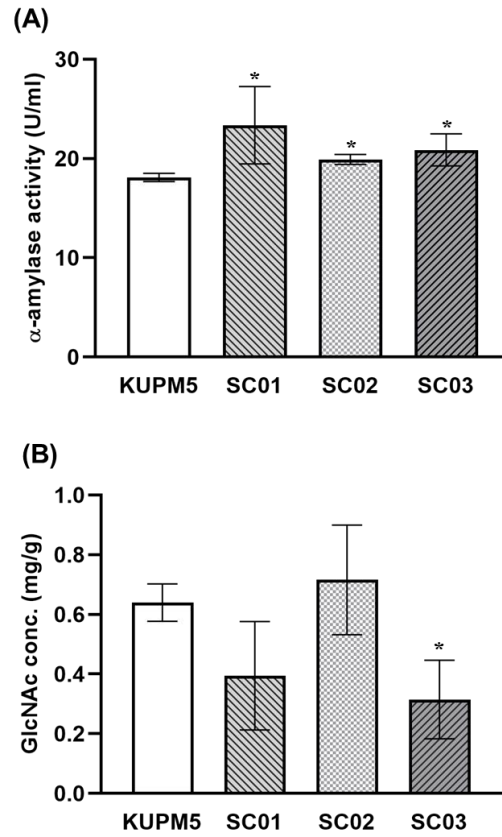 (A)
α-amylase activity (U/ml)
30
20
10
0
* * *
KUPM5 SC01 SC02 SC03
(B)
GlcNAc conc. (mg/g)
1.0
0.8
0.6
0.4
0.2
0.0
*
KUPM5 SC01 SC02 SC03